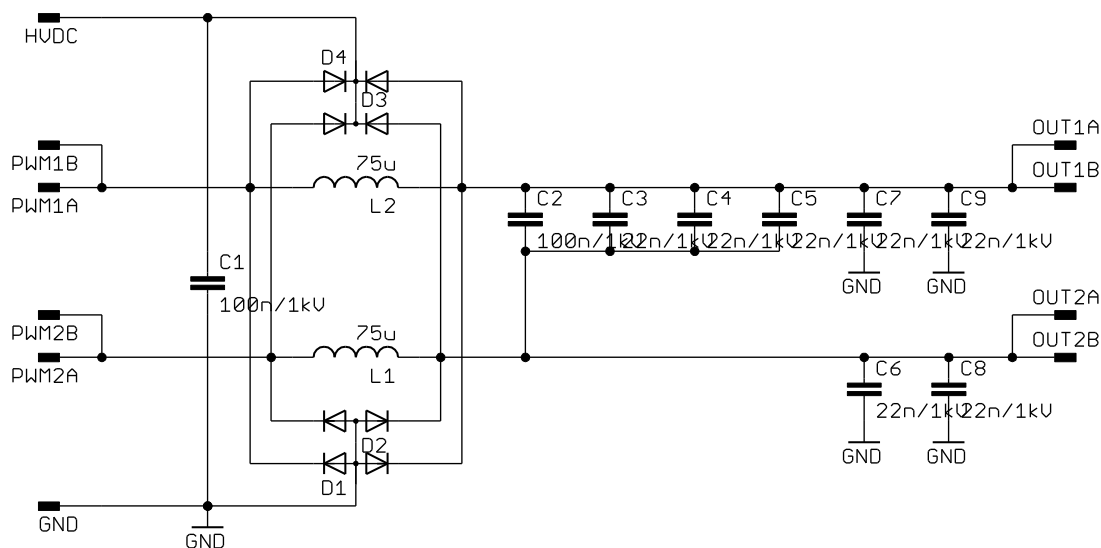 HVDC
D4
D3
OUT1A
PWM1B
75u
OUT1B
PWM1A
L2
C2
C3
C4
C5
C7
C9
100n/1kV
22n/1kV
22n/1kV
22n/1kV
22n/1kV
22n/1kV
C1
100n/1kV
GND
GND
OUT2A
PWM2B
75u
OUT2B
PWM2A
L1
C6
C8
22n/1kV
22n/1kV
D2
GND
GND
D1
GND
GND